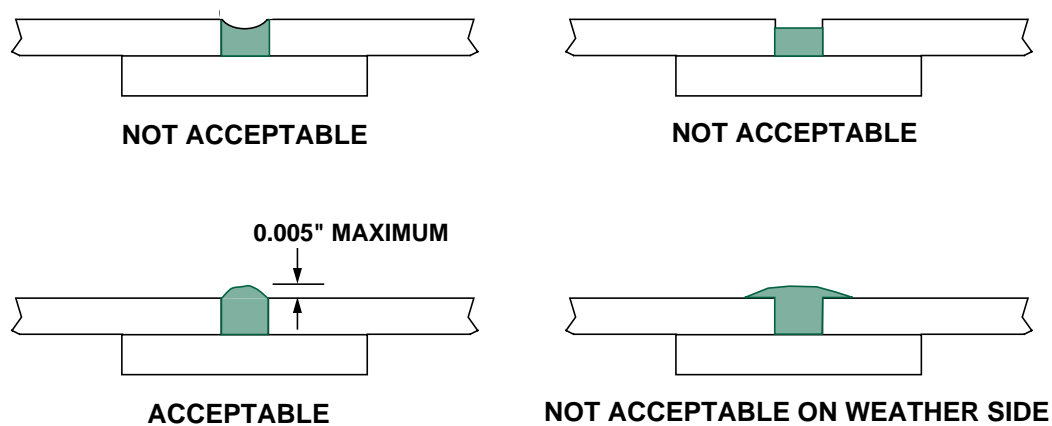 NOT ACCEPTABLE
NOT ACCEPTABLE
0.005" MAXIMUM
ACCEPTABLE
NOT ACCEPTABLE ON WEATHER SIDE